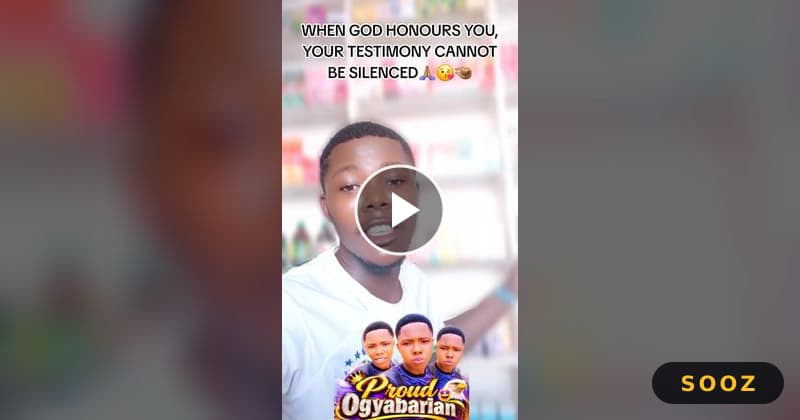 WHEN GOD HONOURS YOU,
YOUR TESTIMONY CANNOT
BE SILENCED🙏🏽😘🤏🏽
Proud
Ogyabarian
SOOZ